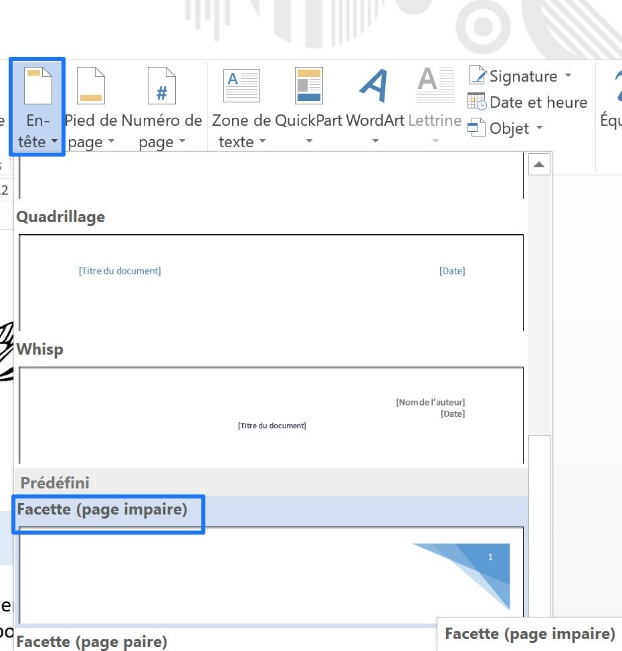 En-
tête
Pied de
page
Numéro de
page
#
A
Zone de
texte
QuickPart
A
WordArt
A
Lettrine
Signature
Date et heure
Objet
Équ
Quadrillage
[Titre du document] [Date]
Whisp
[Nom de l'auteur]
[Date]
[Titre du document]
Prédéfini
Facette (page impaire)
1
Facette (page paire)
Facette (page impaire)